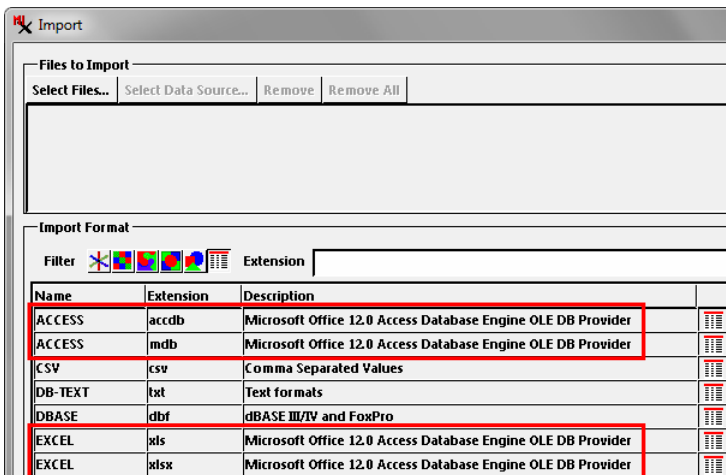 Import
Files to Import
Select Files... Select Data Source... Remove Remove All
Import Format
Filter Extension
Name Extension Description
ACCESS accdb Microsoft Office 12.0 Access Database Engine OLE DB Provider
ACCESS mdb Microsoft Office 12.0 Access Database Engine OLE DB Provider
CSV csv Comma Separated Values
DB-TEXT txt Text formats
DBASE dbf dBASE III/IV and FoxPro
EXCEL xls Microsoft Office 12.0 Access Database Engine OLE DB Provider
EXCEL xlsx Microsoft Office 12.0 Access Database Engine OLE DB Provider